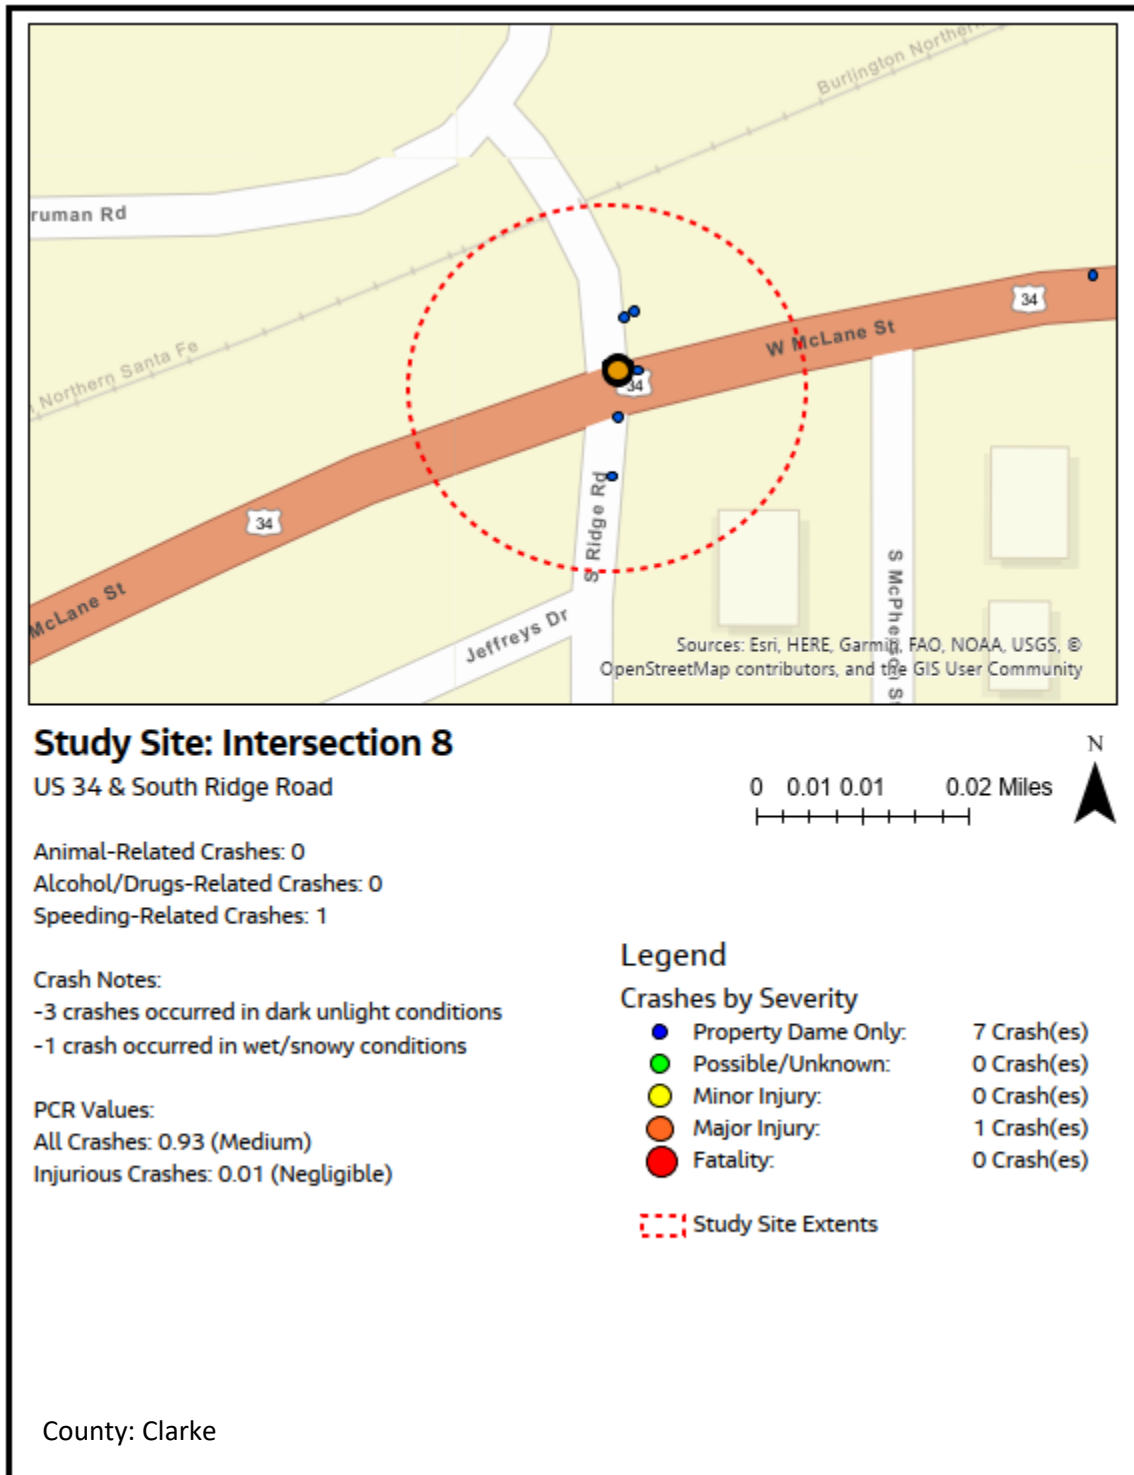 Burlington Northern
ruman Rd
34
W McLane St
Northern Santa Fe
34
S Ridge Rd
34
McLane St
Jeffreys Dr
S McPherson S
Sources: Esri, HERE, Garmin, FAO, NOAA, USGS, ©
OpenStreetMap contributors, and the GIS User Community
Study Site: Intersection 8
US 34 & South Ridge Road
N
0 0.01 0.01 0.02 Miles
Animal-Related Crashes: 0
Alcohol/Drugs-Related Crashes: 0
Speeding-Related Crashes: 1
Crash Notes:
-3 crashes occurred in dark unlight conditions
-1 crash occurred in wet/snowy conditions
PCR Values:
All Crashes: 0.93 (Medium)
Injurious Crashes: 0.01 (Negligible)
Legend
Crashes by Severity
Property Dame Only: 7 Crash(es)
Possible/Unknown: 0 Crash(es)
Minor Injury: 0 Crash(es)
Major Injury: 1 Crash(es)
Fatality: 0 Crash(es)
Study Site Extents
County: Clarke